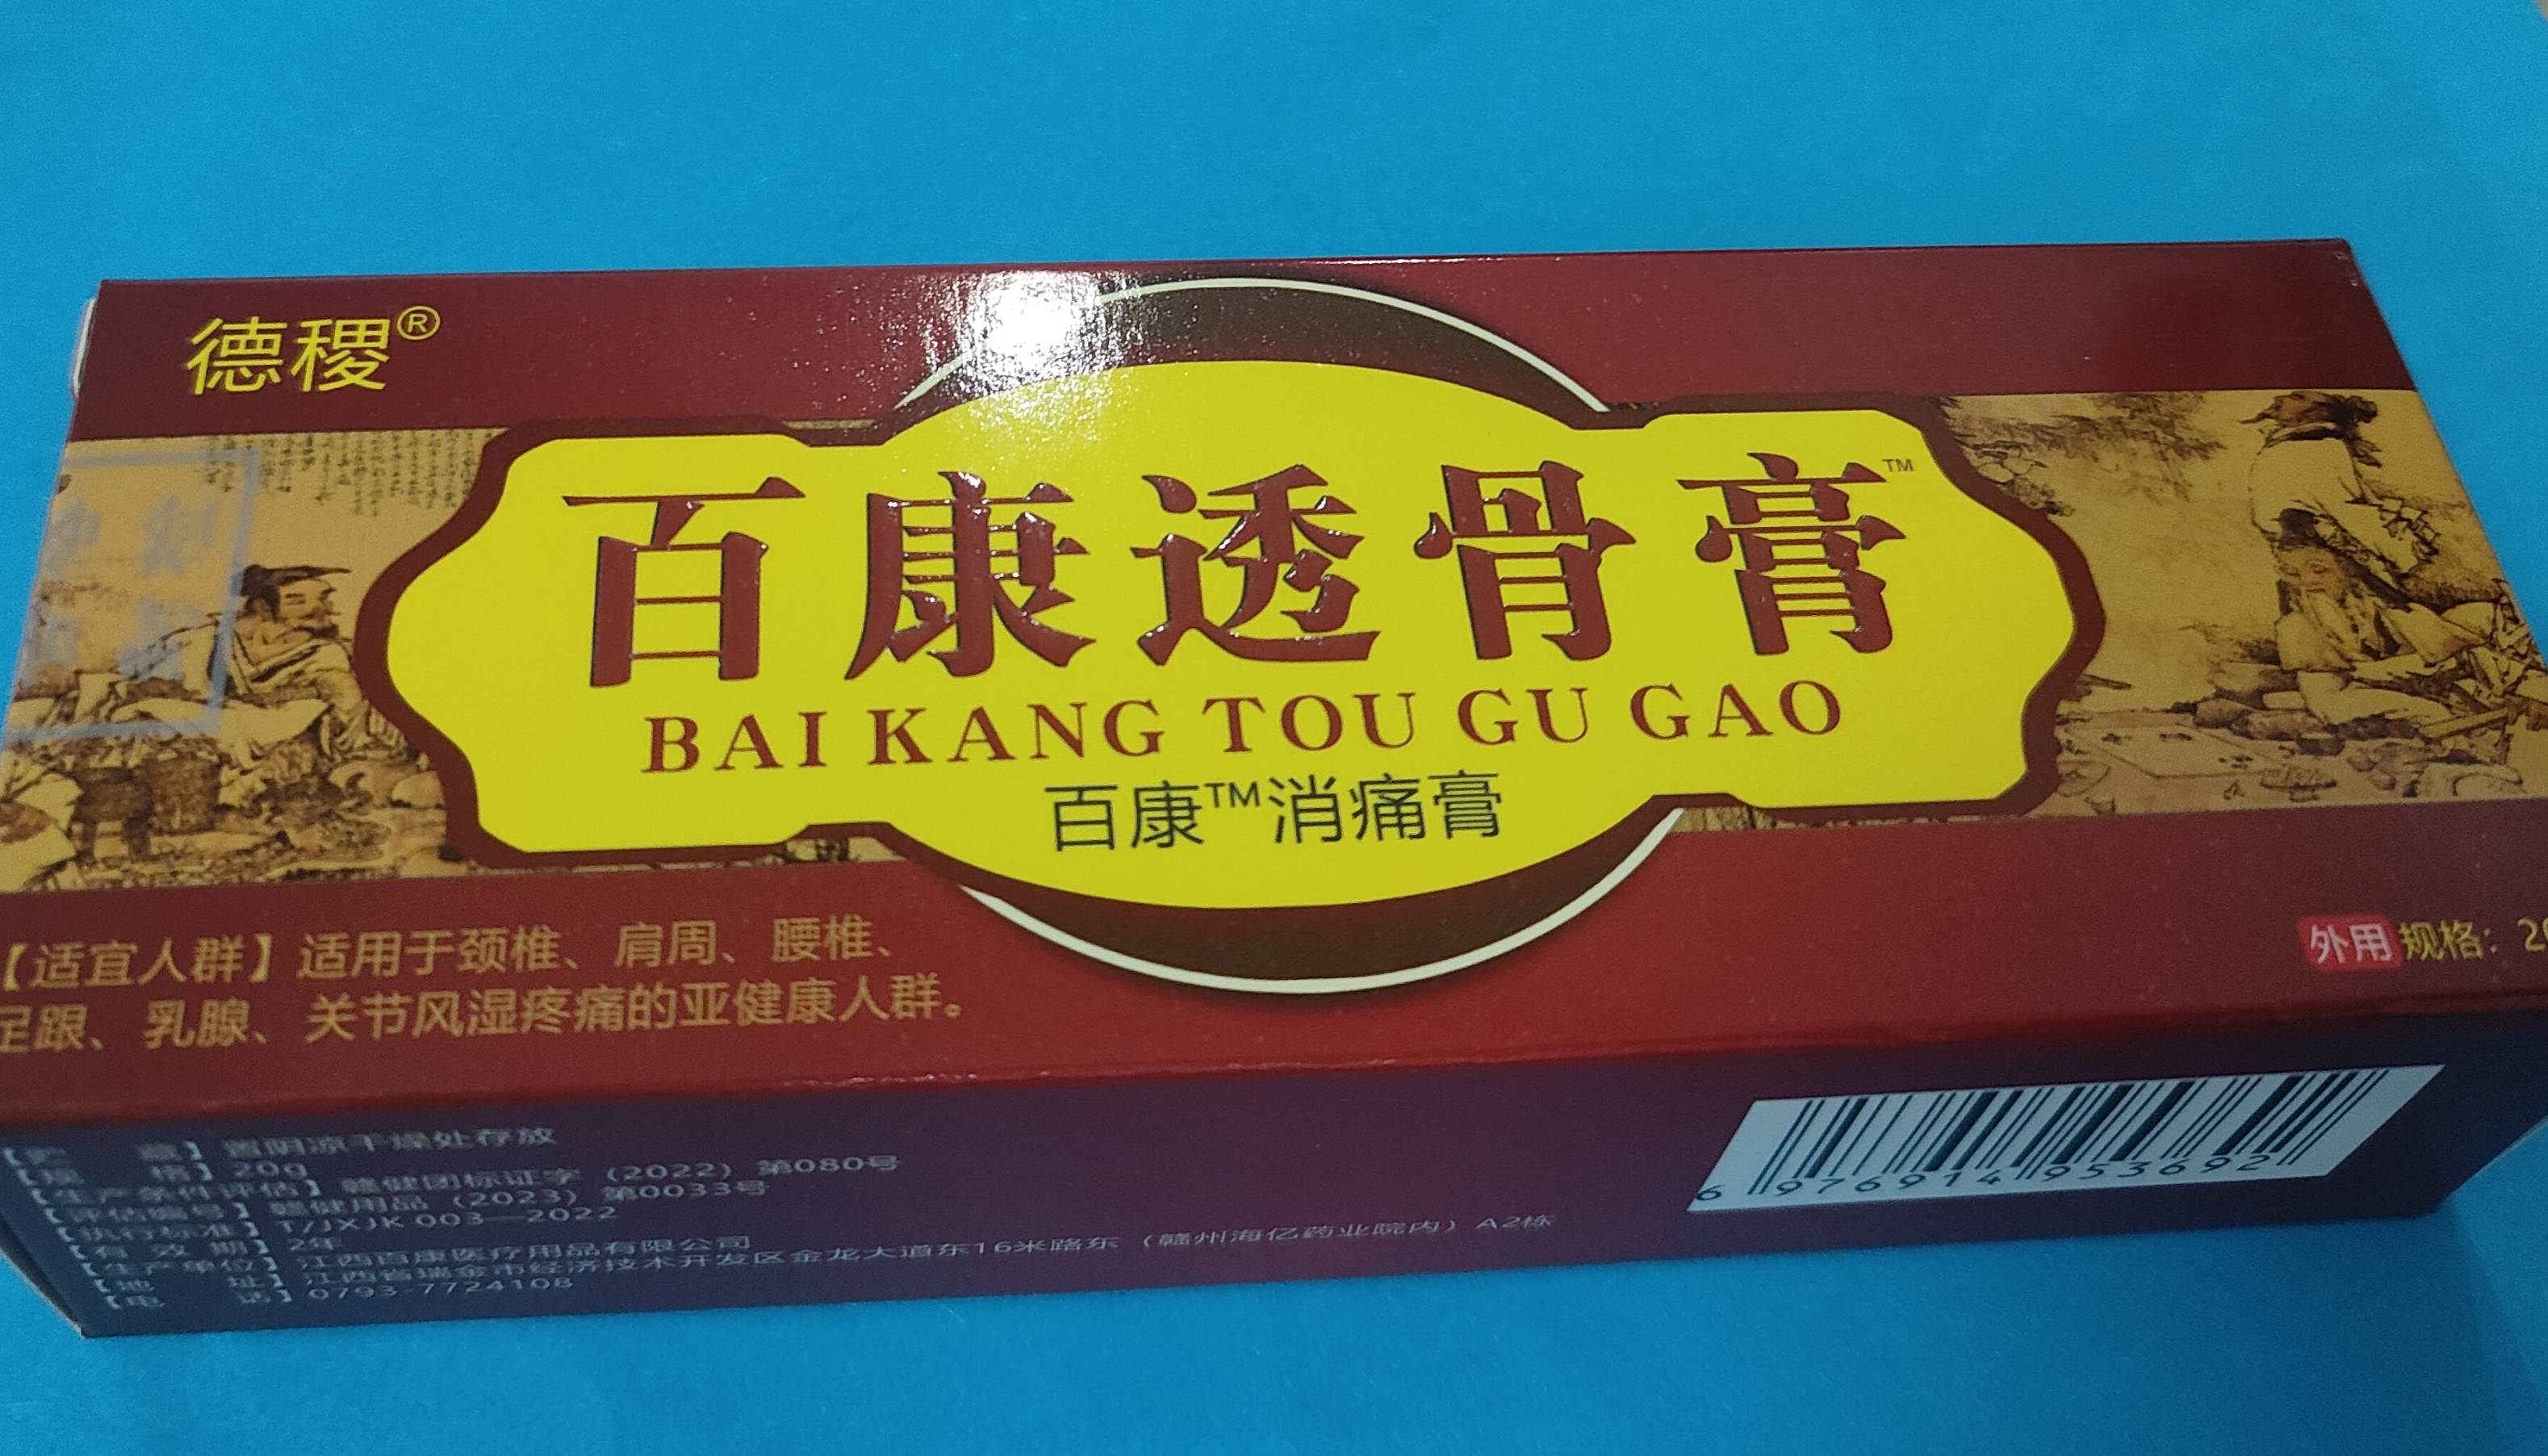 德稷®
百康透骨膏™
BAI KANG TOU GU GAO
百康™消痛膏
【适宜人群】适用于颈椎、肩周、腰椎、
足跟、乳腺、关节风湿疼痛的亚健康人群。
外用 规格：20
置阴凉干燥处存放
【规 格】20g
【生产条件评估】赣健团标证字（2022）第080号
【评估编号】赣健用品（2023）第0033号
【执行标准】T/JXJK 003—2022
【有 效 期】2年
【生产单位】江西百康医疗用品有限公司
【地 址】江西省瑞金市经济技术开发区金龙大道东16米路东（赣州海亿药业院内）A2栋
【电 话】0793-7724108
6 976914 953692